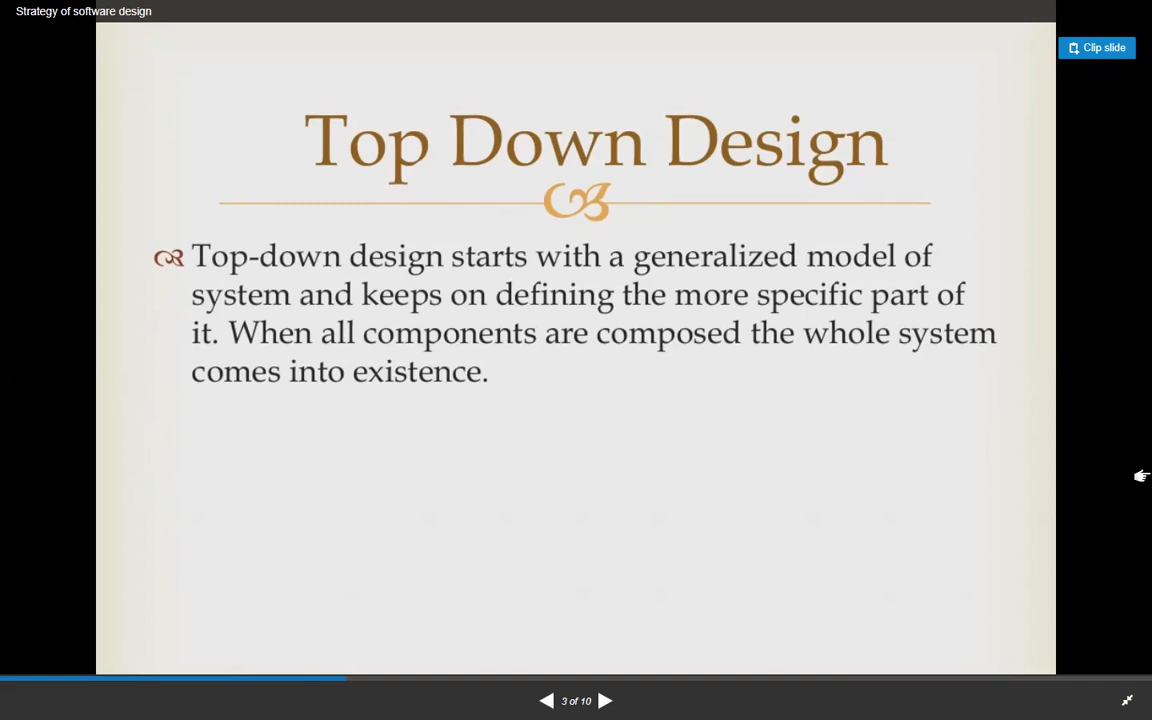 Strategy of software design
Clip slide
Top Down Design
Top-down design starts with a generalized model of
system and keeps on defining the more specific part of
it. When all components are composed the whole system
comes into existence.
3 of 10